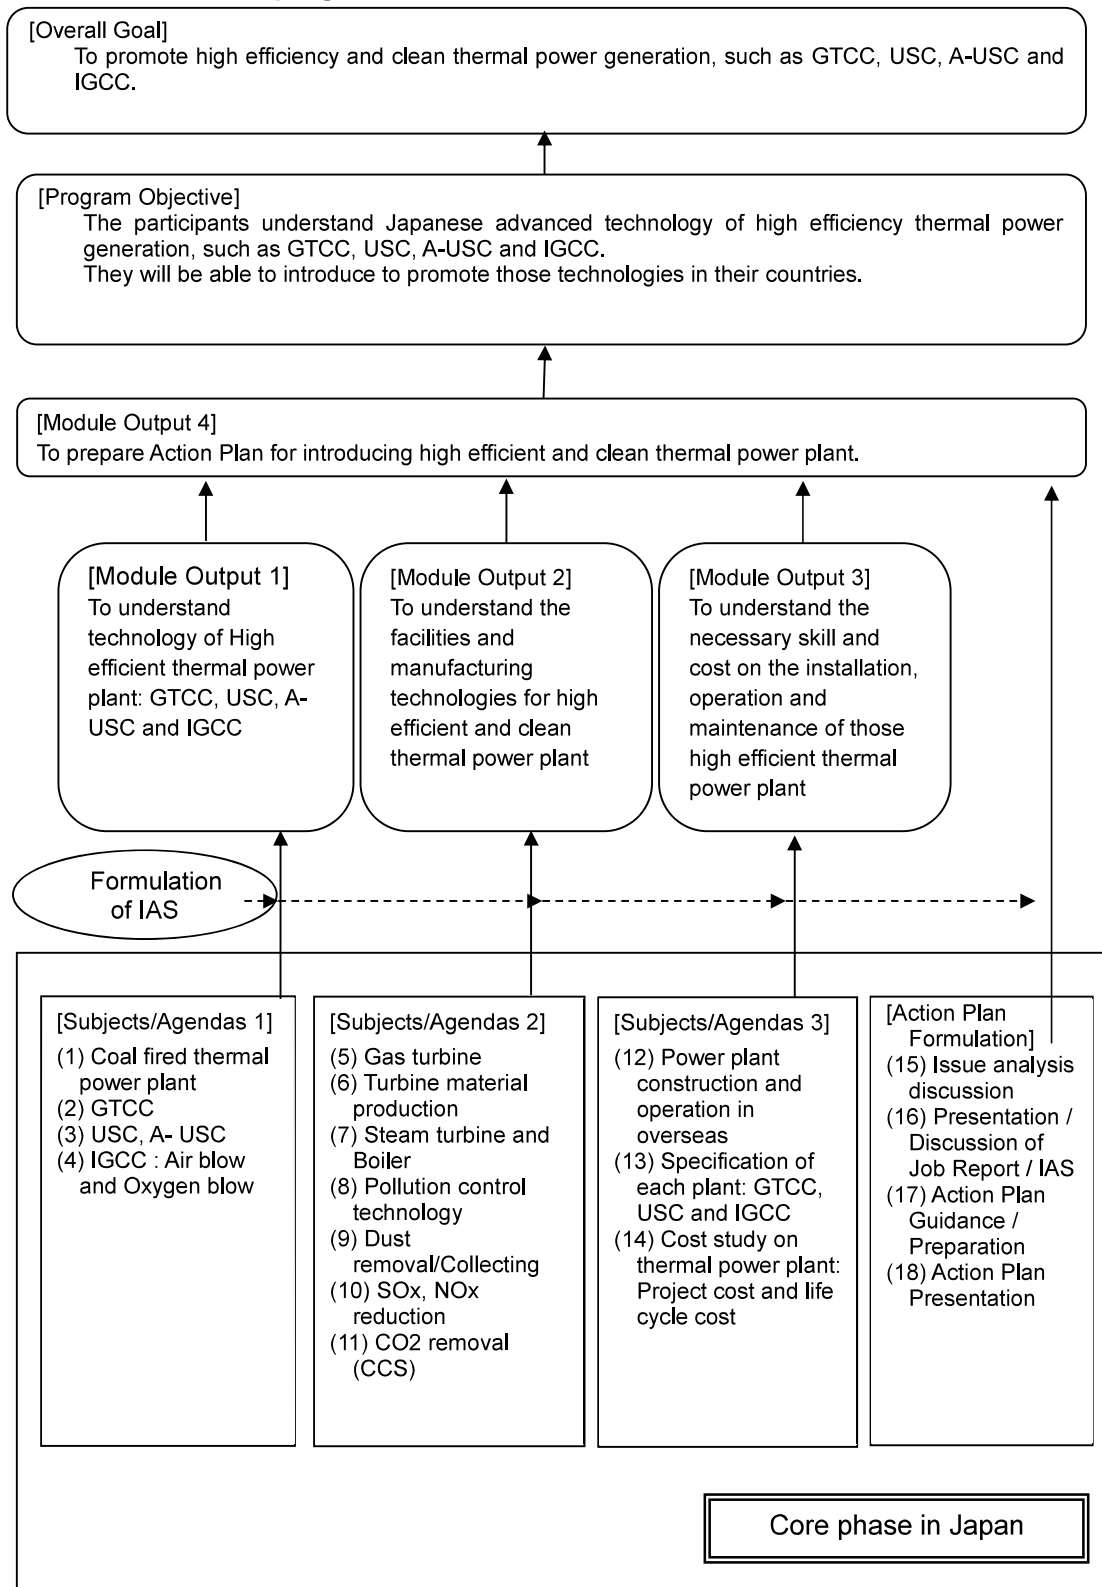 [Overall Goal]
To promote high efficiency and clean thermal power generation, such as GTCC, USC, A-USC and
IGCC.
[Program Objective]
The participants understand Japanese advanced technology of high efficiency thermal power
generation, such as GTCC, USC, A-USC and IGCC.
They will be able to introduce to promote those technologies in their countries.
[Module Output 4]
To prepare Action Plan for introducing high efficient and clean thermal power plant.
[Module Output 1]
To understand
technology of High
efficient thermal power
plant: GTCC, USC, A-
USC and IGCC
[Module Output 2]
To understand the
facilities and
manufacturing
technologies for high
efficient and clean
thermal power plant
[Module Output 3]
To understand the
necessary skill and
cost on the installation,
operation and
maintenance of those
high efficient thermal
power plant
Formulation
of IAS
[Subjects/Agendas 1]
(1) Coal fired thermal
power plant
(2) GTCC
(3) USC, A- USC
(4) IGCC : Air blow
and Oxygen blow
[Subjects/Agendas 2]
(5) Gas turbine
(6) Turbine material
production
(7) Steam turbine and
Boiler
(8) Pollution control
technology
(9) Dust
removal/Collecting
(10) SOx, NOx
reduction
(11) CO2 removal
(CCS)
[Subjects/Agendas 3]
(12) Power plant
construction and
operation in
overseas
(13) Specification of
each plant: GTCC,
USC and IGCC
(14) Cost study on
thermal power plant:
Project cost and life
cycle cost
[Action Plan
Formulation]
(15) Issue analysis
discussion
(16) Presentation /
Discussion of
Job Report / IAS
(17) Action Plan
Guidance /
Preparation
(18) Action Plan
Presentation
Core phase in Japan